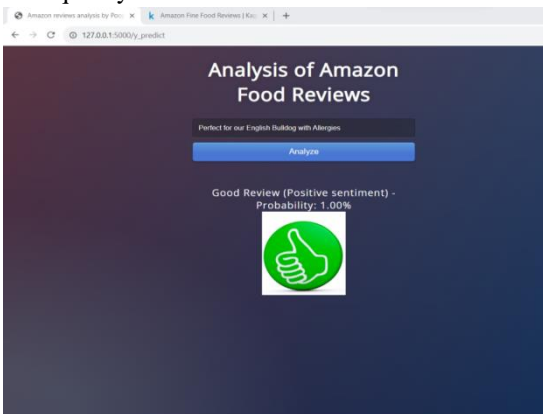 Amazon reviews analysis by
Amazon Fine Food Reviews | Kag
127.0.0.1:5000/y_predict
Analysis of Amazon
Food Reviews
Perfect for our English Bulldog with Allergies
Analyze
Good Review (Positive sentiment) -
Probability: 1.00%